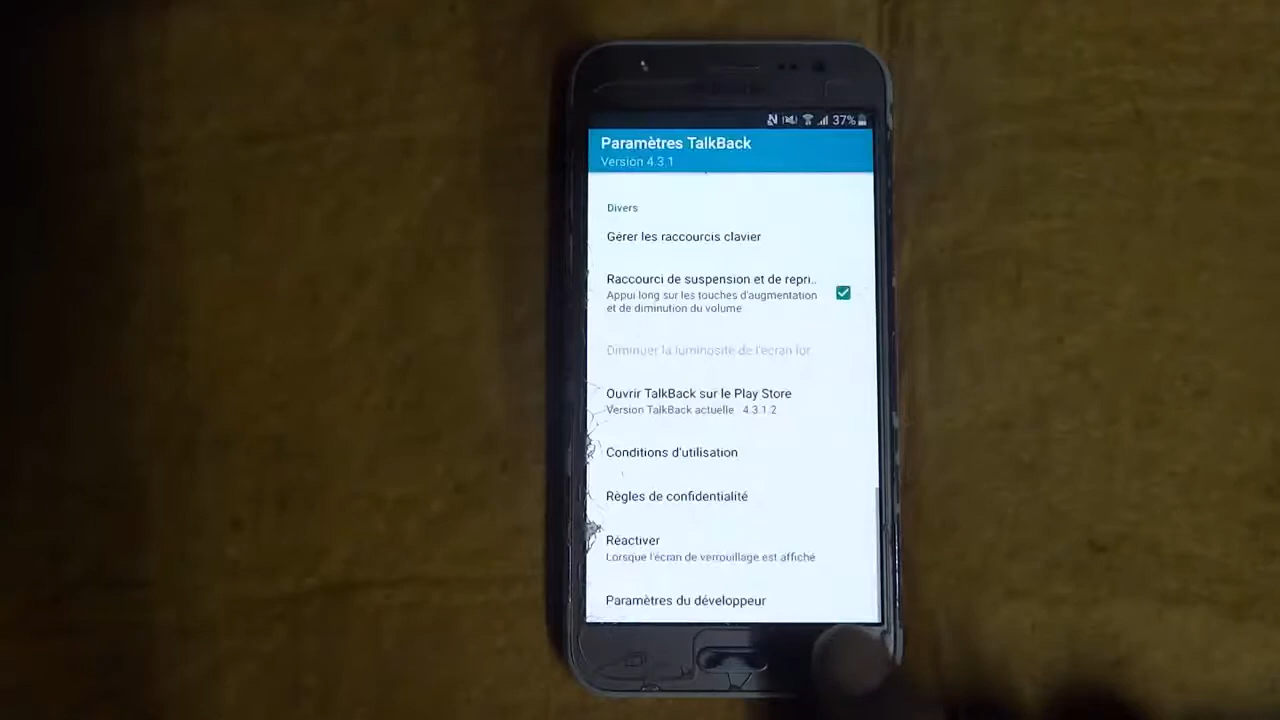 37%
Paramètres TalkBack
Version 4.3.1
Divers
Gérer les raccourcis clavier
Raccourci de suspension et de repri..
Appui long sur les touches d'augmentation
et de diminution du volume
Diminuer la luminosité de l'écran lor
Ouvrir TalkBack sur le Play Store
Version TalkBack actuelle 4.3.1.2
Conditions d'utilisation
Règles de confidentialité
Réactiver
Lorsque l'écran de verrouillage est affiché
Paramètres du développeur